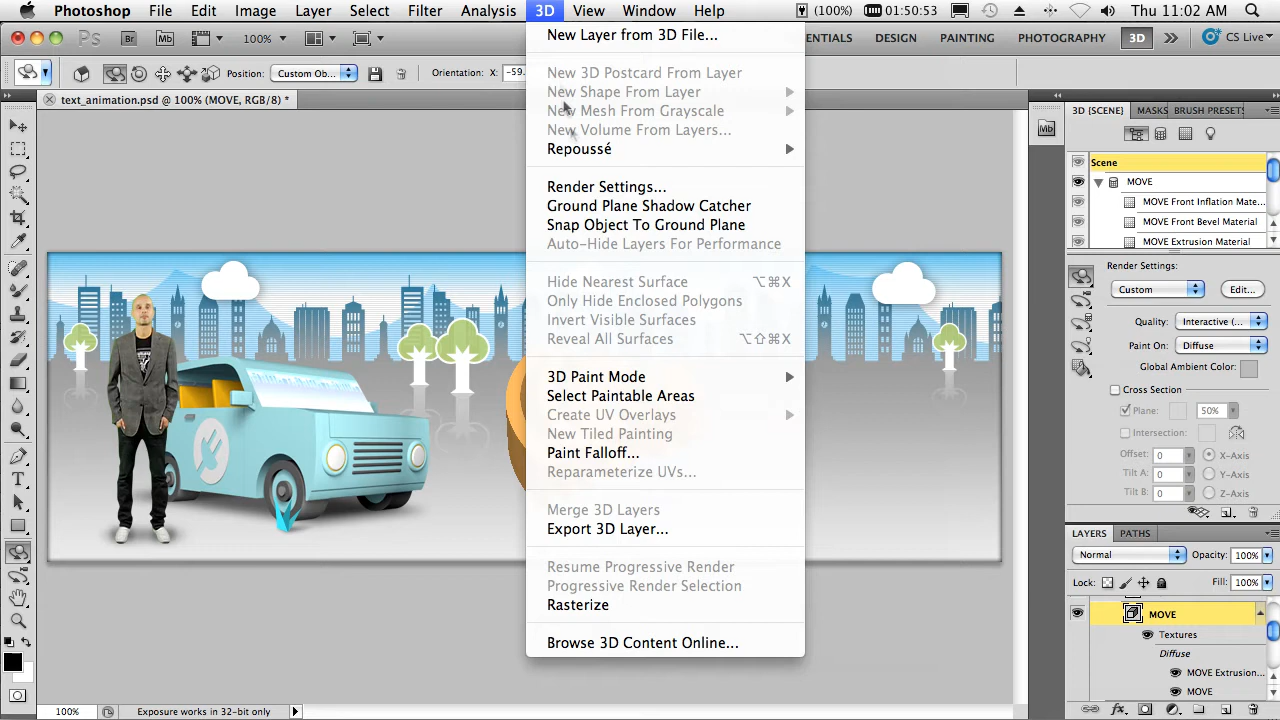 Photoshop File Edit Image Layer Select Filter Analysis 3D View Window Help (100%) 01:50:53 Thu 11:02 AM
Ps Br Mb 100% ENTIALS DESIGN PAINTING PHOTOGRAPHY 3D CS Live
Position: Custom Ob... Orientation: X: -59.
text_animation.psd @ 100% (MOVE, RGB/8) *
New Layer from 3D File...
New 3D Postcard From Layer
New Shape From Layer
New Mesh From Grayscale
New Volume From Layers...
Repoussé
Render Settings...
Ground Plane Shadow Catcher
Snap Object To Ground Plane
Auto-Hide Layers For Performance
Hide Nearest Surface ⌥⌘X
Only Hide Enclosed Polygons
Invert Visible Surfaces
Reveal All Surfaces ⌥⇧⌘X
3D Paint Mode
Select Paintable Areas
Create UV Overlays
New Tiled Painting
Paint Falloff...
Reparameterize UVs...
Merge 3D Layers
Export 3D Layer...
Resume Progressive Render
Progressive Render Selection
Rasterize
Browse 3D Content Online...
Mb
3D {SCENE} MASKS BRUSH PRESET
Scene
MOVE
MOVE Front Inflation Mate...
MOVE Front Bevel Material
MOVE Extrusion Material
Render Settings:
Custom Edit...
Quality: Interactive (...
Paint On: Diffuse
Global Ambient Color:
Cross Section
Plane: 50%
Intersection:
Offset: 0 X-Axis
Tilt A: 0 Y-Axis
Tilt B: 0 Z-Axis
LAYERS PATHS
Normal Opacity: 100%
Lock: Fill: 100%
MOVE
Textures
Diffuse
MOVE Extrusion...
MOVE
100% Exposure works in 32-bit only